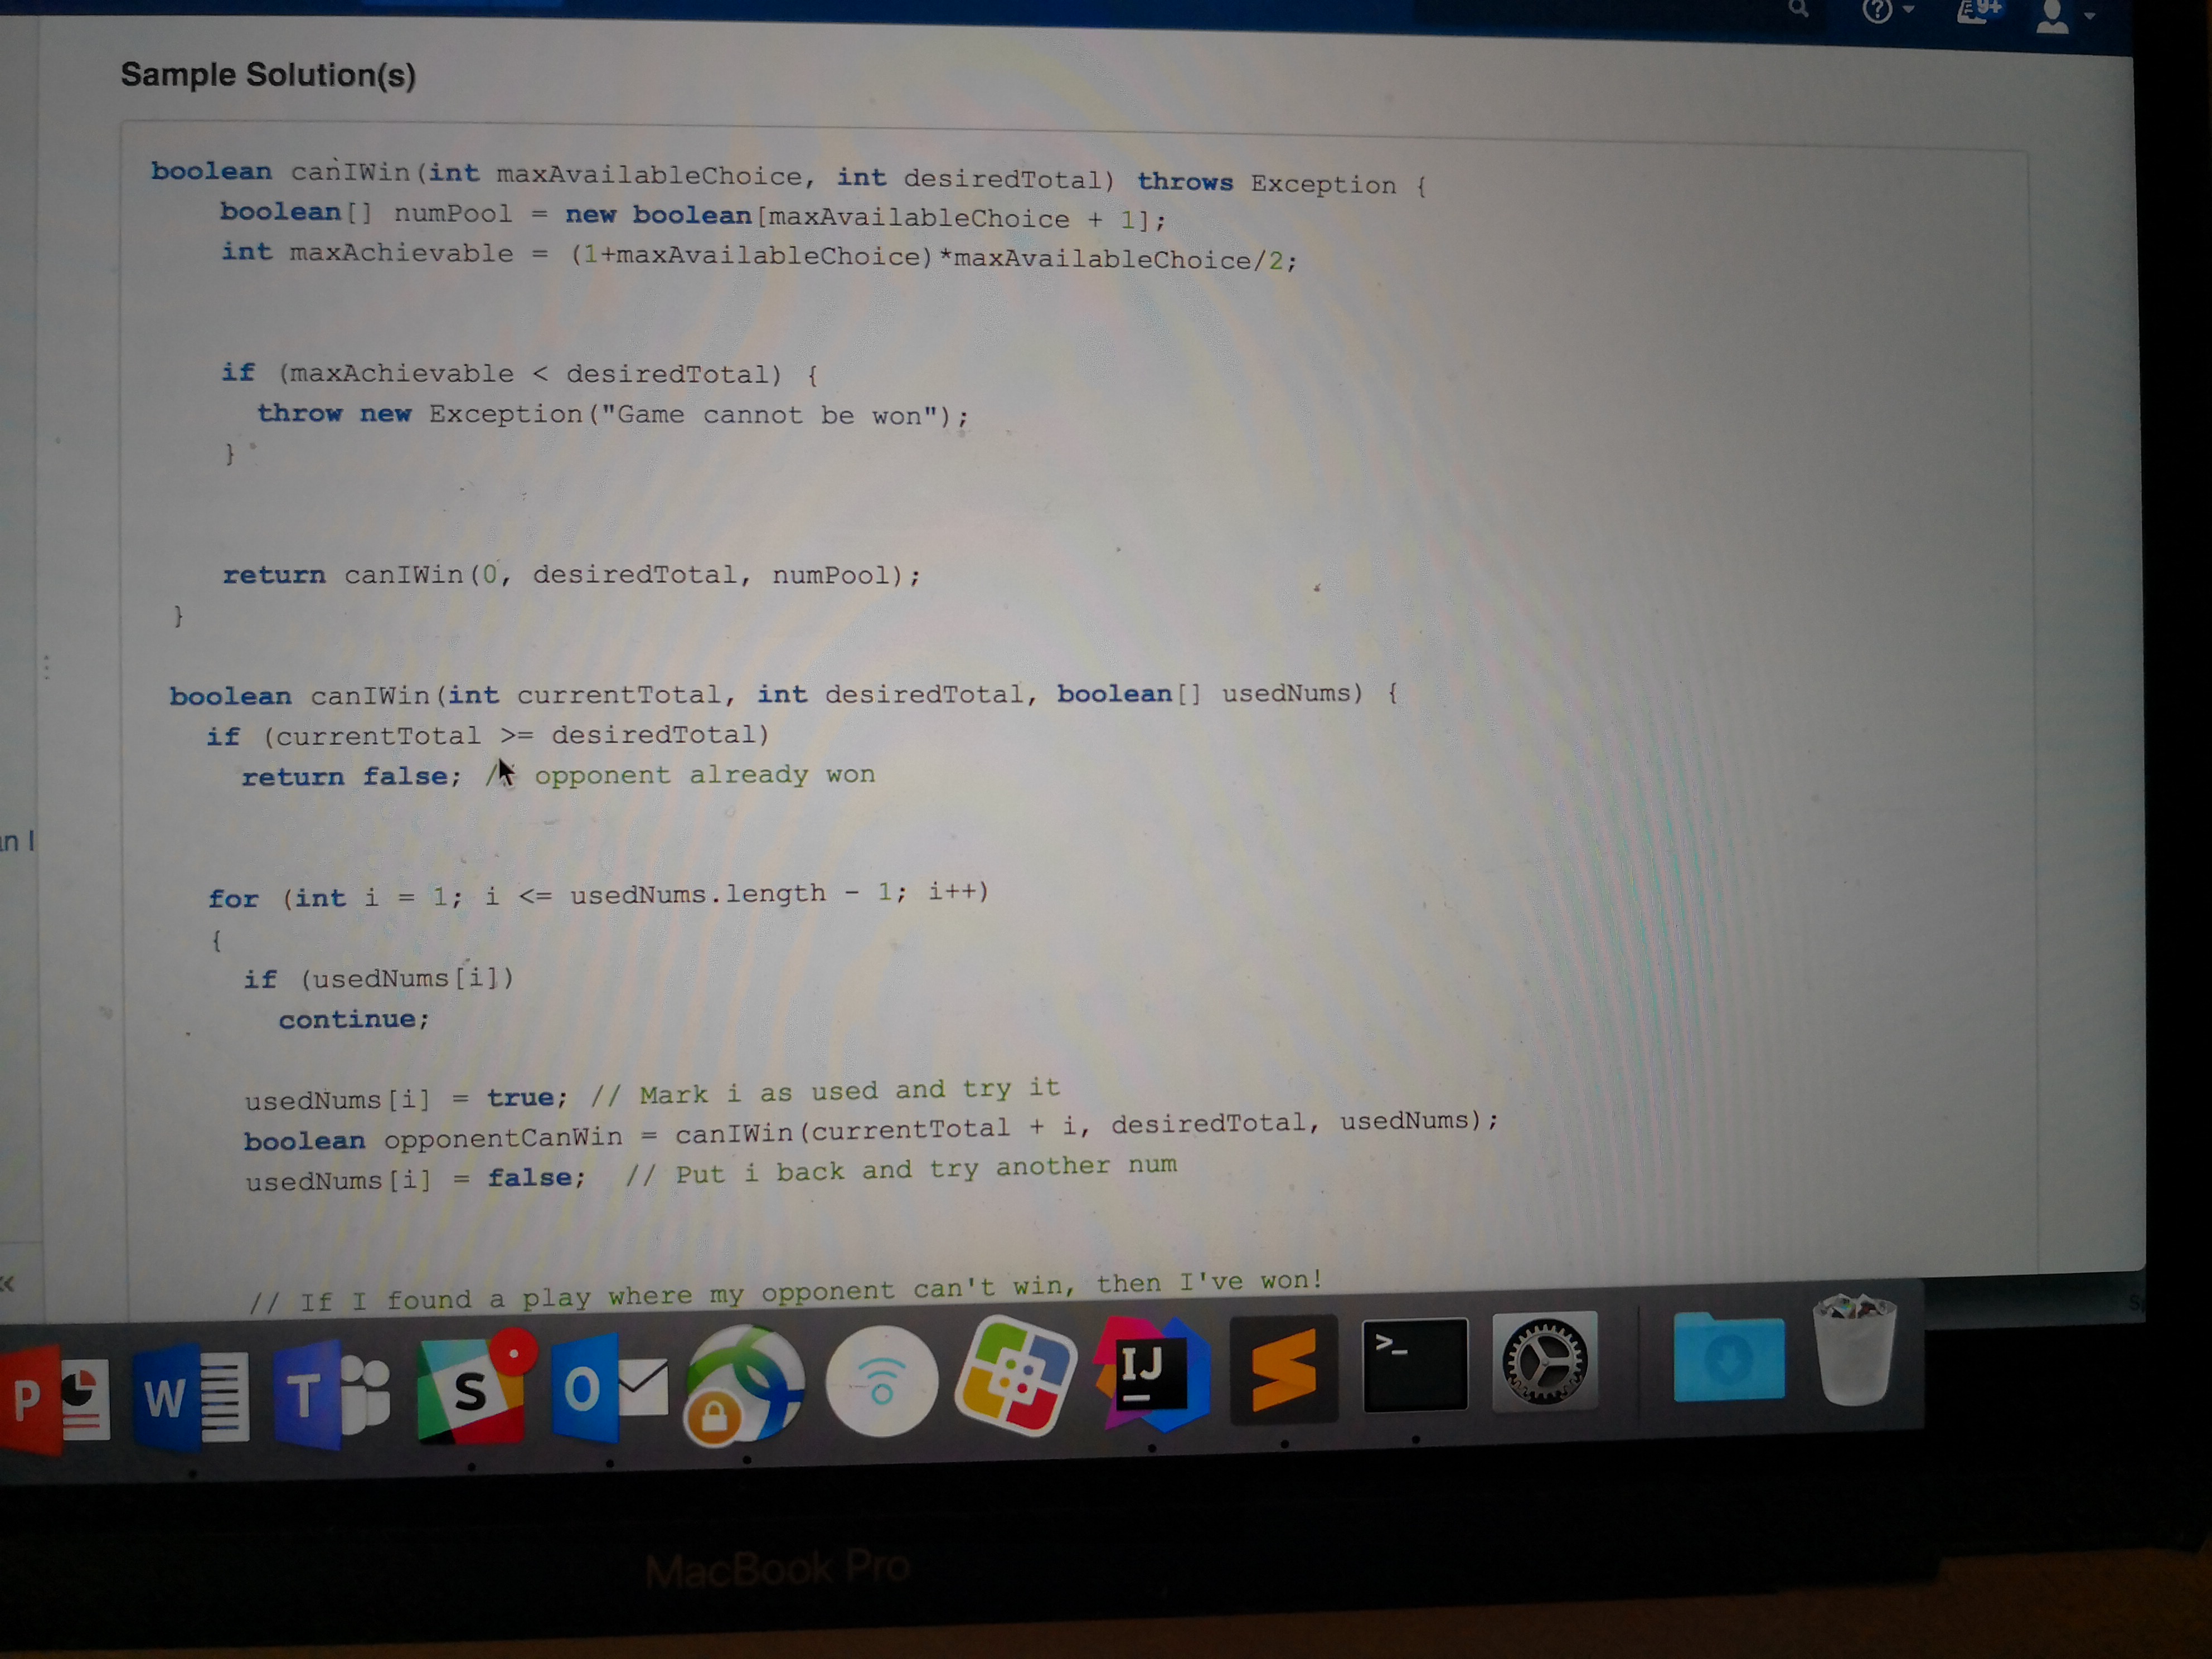 9+
Sample Solution(s)
boolean canIWin(int maxAvailableChoice, int desiredTotal) throws Exception {
boolean[] numPool = new boolean[maxAvailableChoice + 1];
int maxAchievable = (1+maxAvailableChoice)*maxAvailableChoice/2;
if (maxAchievable < desiredTotal) {
throw new Exception("Game cannot be won");
}
return canIWin(0, desiredTotal, numPool);
}
boolean canIWin(int currentTotal, int desiredTotal, boolean[] usedNums) {
if (currentTotal >= desiredTotal)
return false; // opponent already won
for (int i = 1; i <= usedNums.length - 1; i++)
{
if (usedNums[i])
continue;
usedNums[i] = true; // Mark i as used and try it
boolean opponentCanWin = canIWin(currentTotal + i, desiredTotal, usedNums);
usedNums[i] = false; // Put i back and try another num
// If I found a play where my opponent can't win, then I've won!
P W T S O IJ >_
MacBook Pro